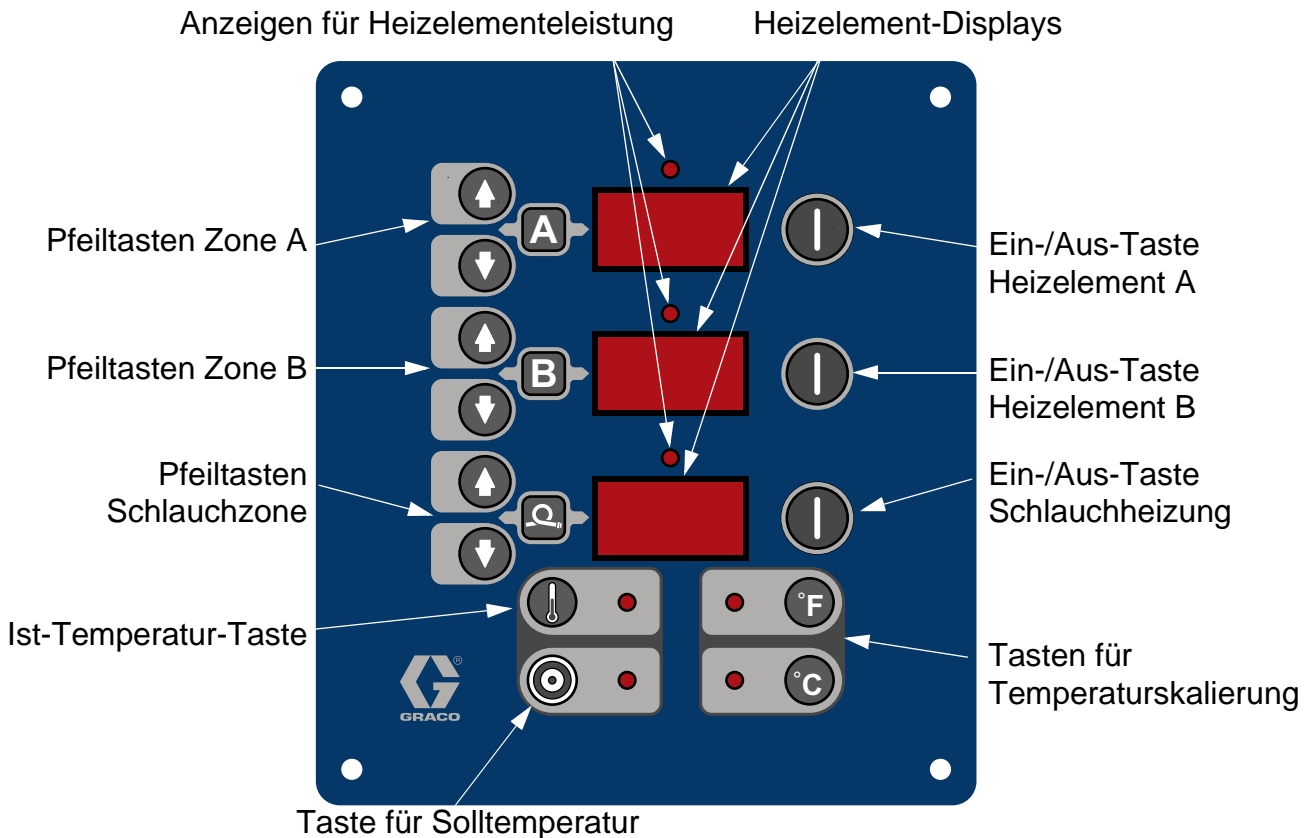 Anzeigen für Heizelementeleistung
Heizelement-Displays
Pfeiltasten Zone A
A
Ein-/Aus-Taste
Heizelement A
Pfeiltasten Zone B
B
Ein-/Aus-Taste
Heizelement B
Pfeiltasten
Schlauchzone
Ein-/Aus-Taste
Schlauchheizung
Ist-Temperatur-Taste
°F
°C
Tasten für
Temperaturskalierung
®
GRACO
Taste für Solltemperatur